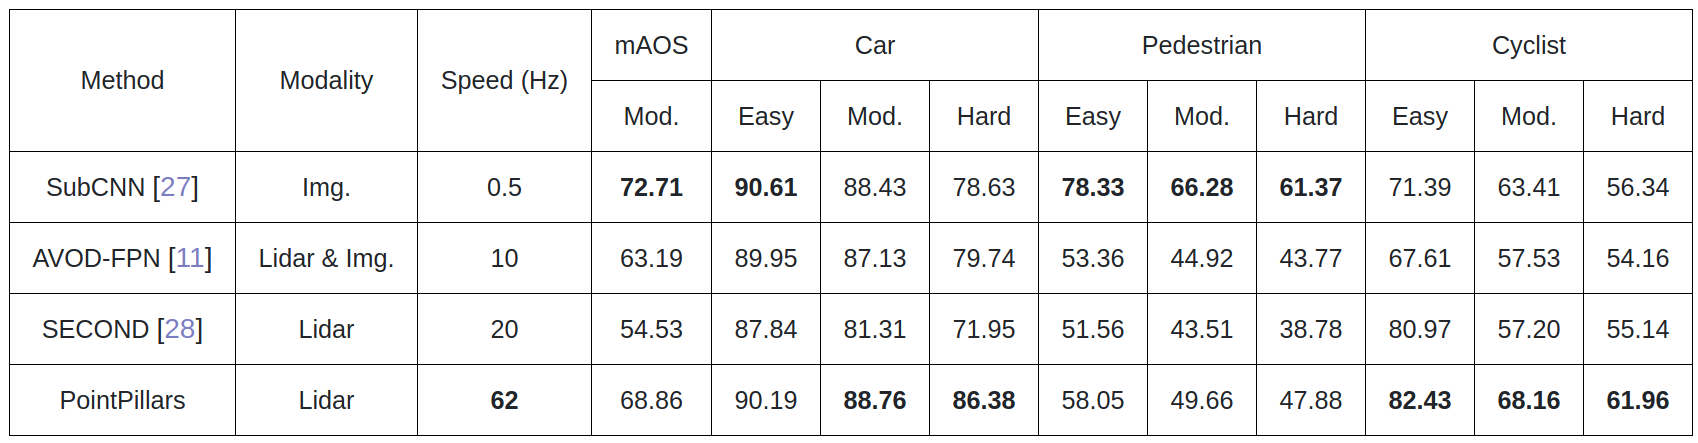 Method Modality Speed (Hz) mAOS Car Pedestrian Cyclist
Mod. Easy Mod. Hard Easy Mod. Hard Easy Mod. Hard
SubCNN [27] Img. 0.5 72.71 90.61 88.43 78.63 78.33 66.28 61.37 71.39 63.41 56.34
AVOD-FPN [11] Lidar & Img. 10 63.19 89.95 87.13 79.74 53.36 44.92 43.77 67.61 57.53 54.16
SECOND [28] Lidar 20 54.53 87.84 81.31 71.95 51.56 43.51 38.78 80.97 57.20 55.14
PointPillars Lidar 62 68.86 90.19 88.76 86.38 58.05 49.66 47.88 82.43 68.16 61.96